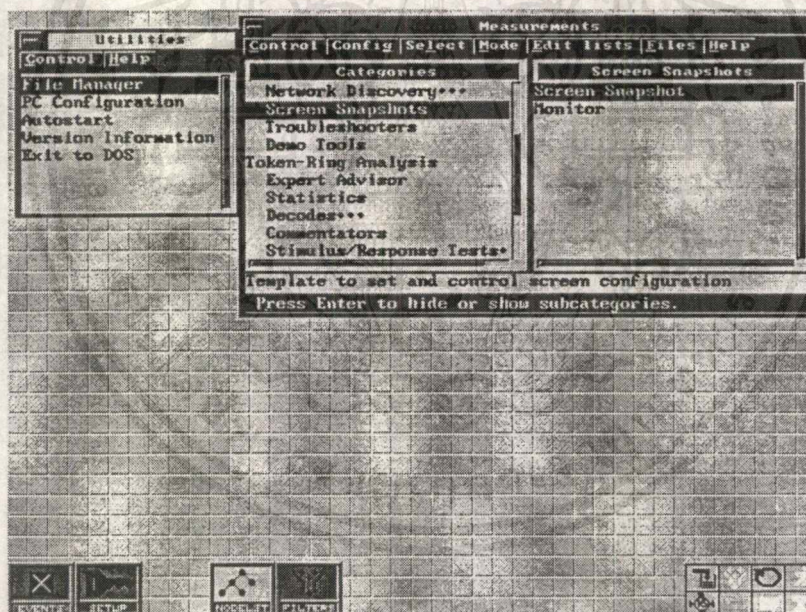 Utilities
Control Help
File Manager
PC Configuration
Autostart
Version Information
Exit to DOS
Measurements
Control Config Select Mode Edit lists Files Help
Categories
Network Discovery•••
Screen Snapshots
Troubleshooters
Demo Tools
Token-Ring Analysis
Expert Advisor
Statistics
Decodes•••
Commentators
Stimulus/Response Tests•
Screen Snapshots
Screen Snapshot
Monitor
Template to set and control screen configuration
Press Enter to hide or show subcategories.
EVENTS
SETUP
NODELST
FILTERS